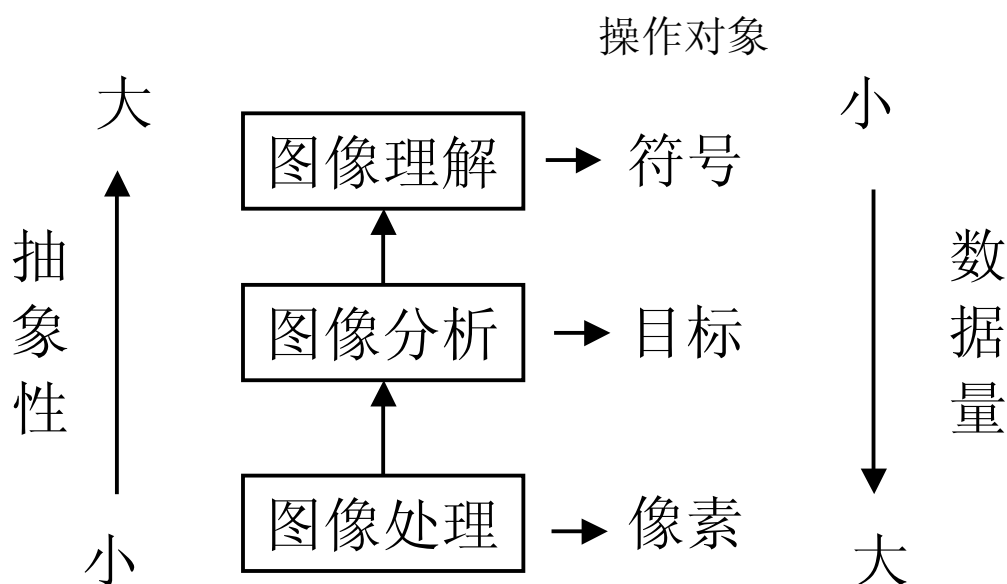 操作对象
大
小
图像理解
符号
抽象性
数据量
图像分析
目标
图像处理
像素
小
大